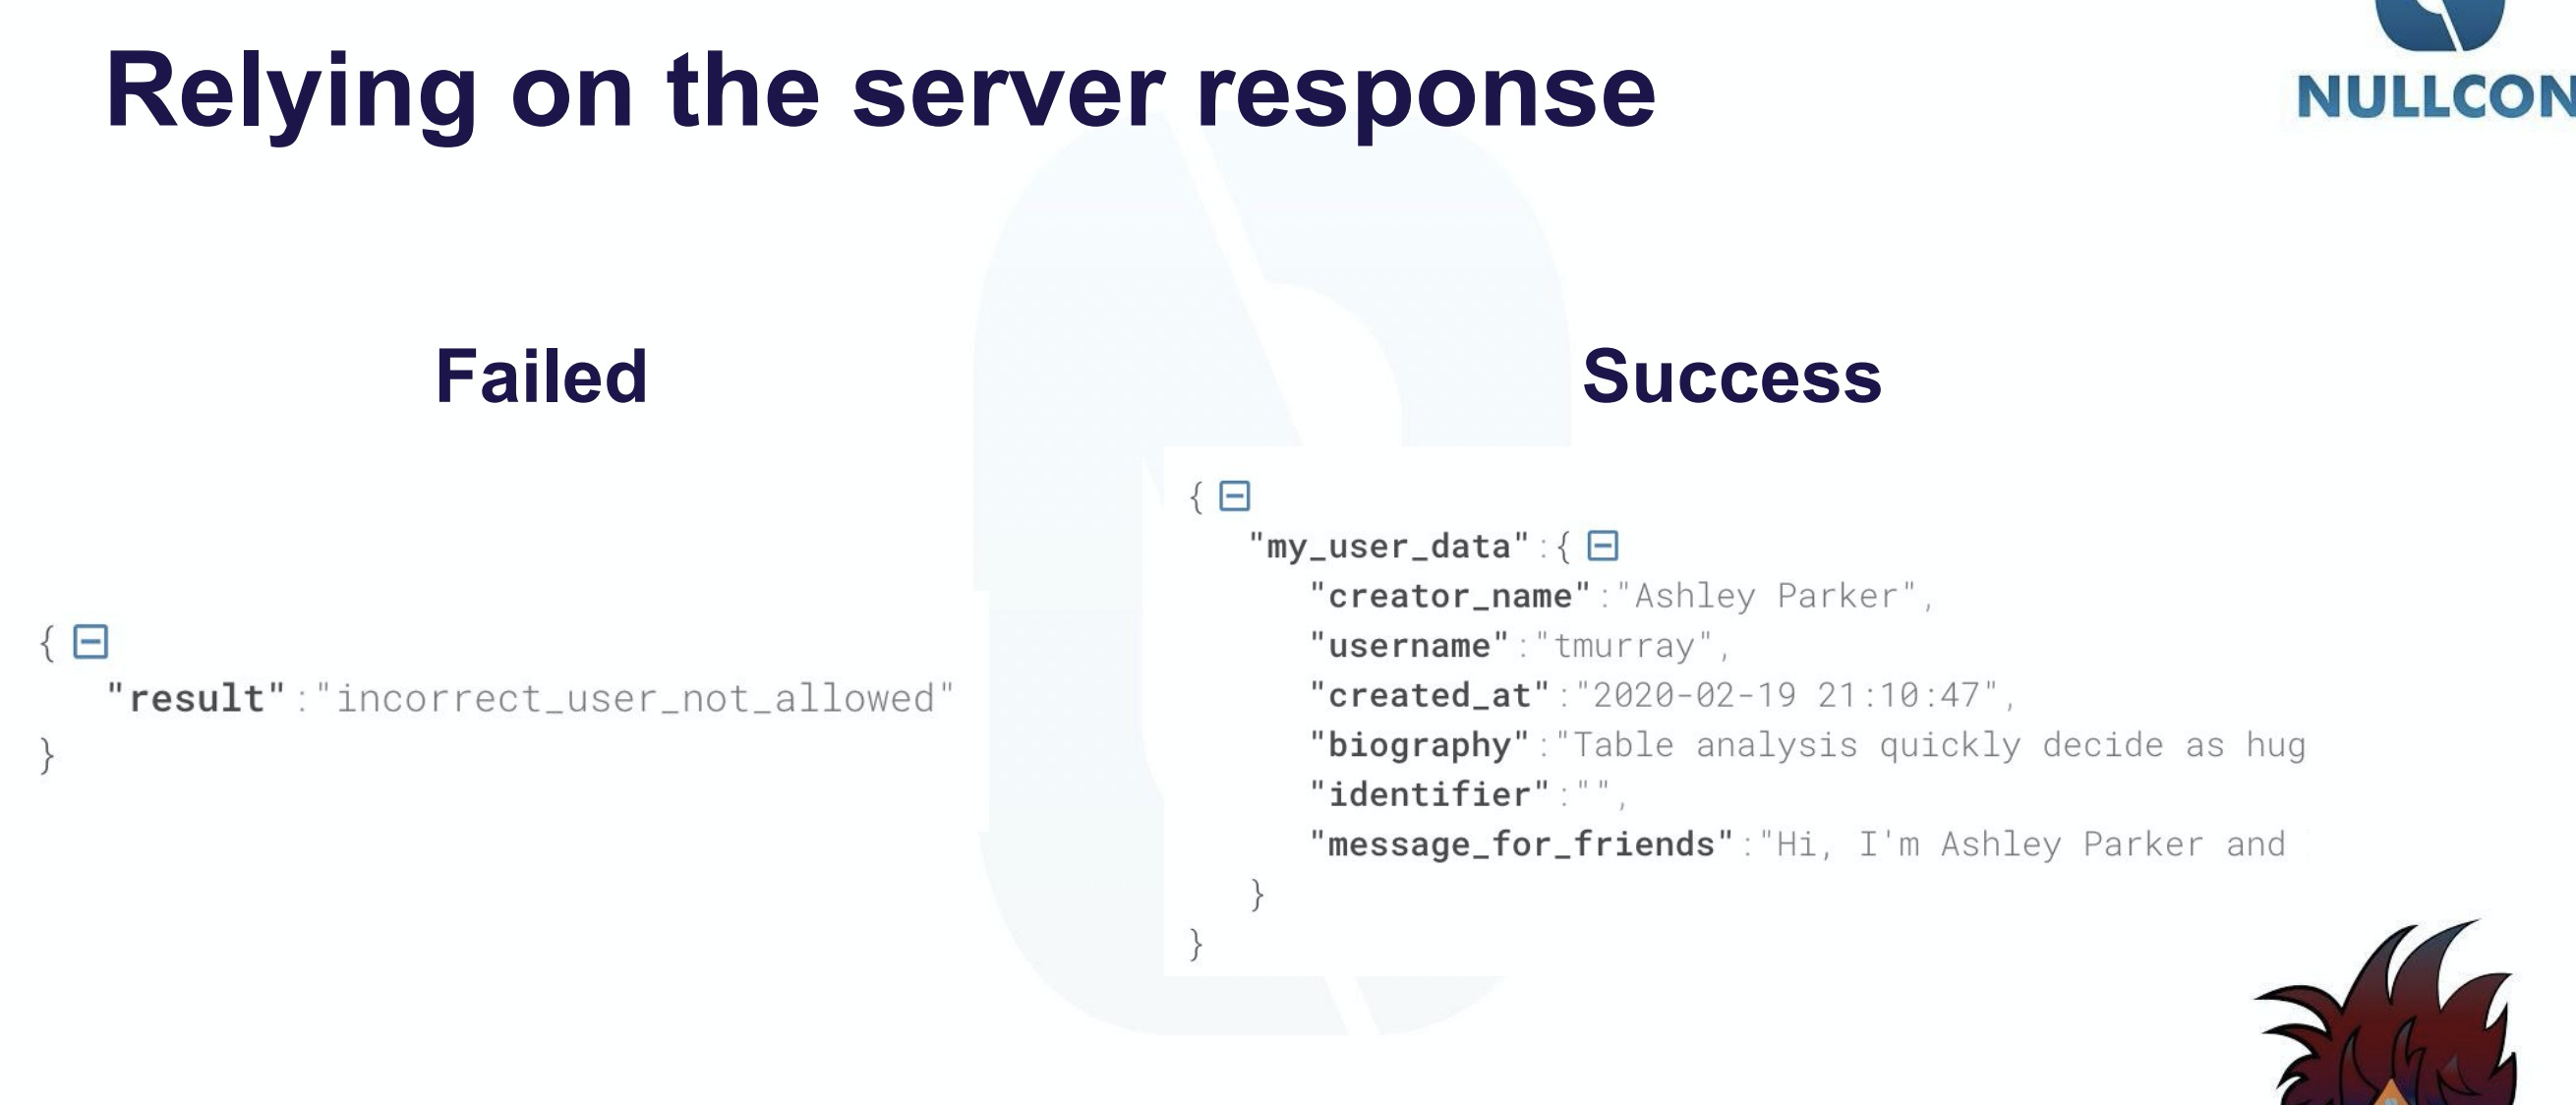 Relying on the server response
NULLCON
Failed
Success
{
"result":"incorrect_user_not_allowed"
}
{
"my_user_data":{
"creator_name":"Ashley Parker",
"username":"tmurray",
"created_at":"2020-02-19 21:10:47",
"biography":"Table analysis quickly decide as hug
"identifier":"",
"message_for_friends":"Hi, I'm Ashley Parker and
}
}